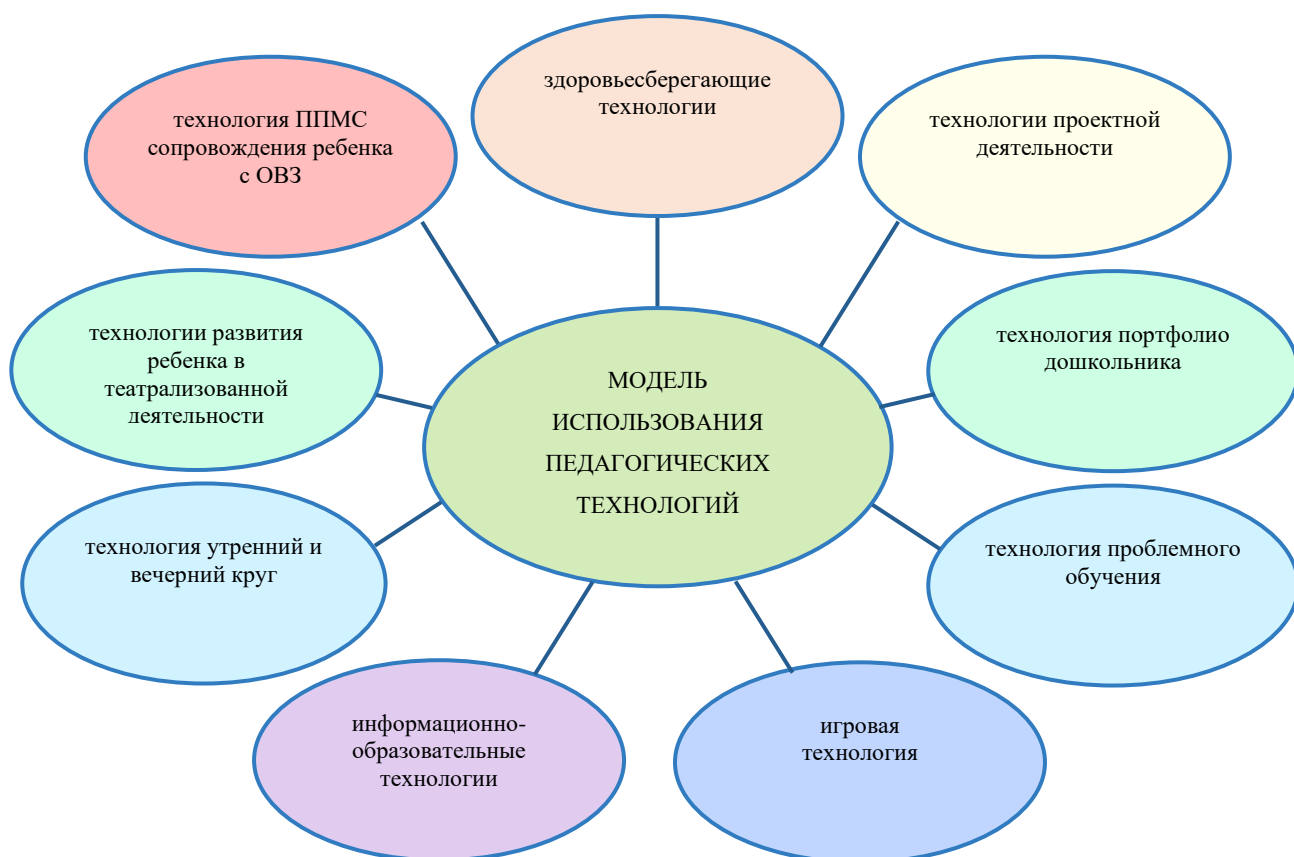 здоровьесберегающие
технологии
технология ППМС
сопровождения ребенка
с ОВЗ
технологии проектной
деятельности
технологии развития
ребенка в
театрализованной
деятельности
технология портфолио
дошкольника
МОДЕЛЬ
ИСПОЛЬЗОВАНИЯ
ПЕДАГОГИЧЕСКИХ
ТЕХНОЛОГИЙ
технология утренний и
вечерний круг
технология проблемного
обучения
информационно-
образовательные
технологии
игровая
технология